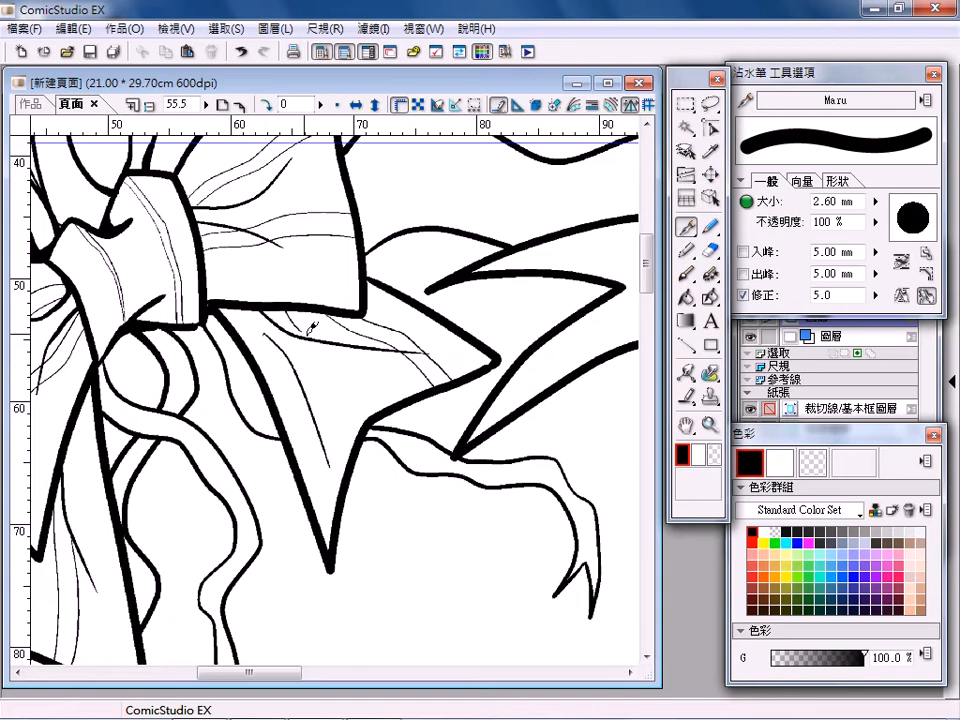 ComicStudio EX
檔案(F) 編輯(E) 作品(O) 檢視(V) 選取(S) 圖層(L) 尺規(R) 濾鏡(I) 視窗(W) 說明(H)
[新建頁面] (21.00 * 29.70cm 600dpi)
作品 頁面 55.5 0
50 60 70 80 90
40
50
60
70
80
沾水筆 工具選項
Maru
一般 向量 形狀
大小: 2.60 mm
不透明度: 100 %
入峰: 5.00 mm
出峰: 5.00 mm
修正: 5.0
圖層
選取
尺規
參考線
紙張
裁切線/基本框圖層
色彩
色彩群組
Standard Color Set
色彩
G 100.0 %
ComicStudio EX